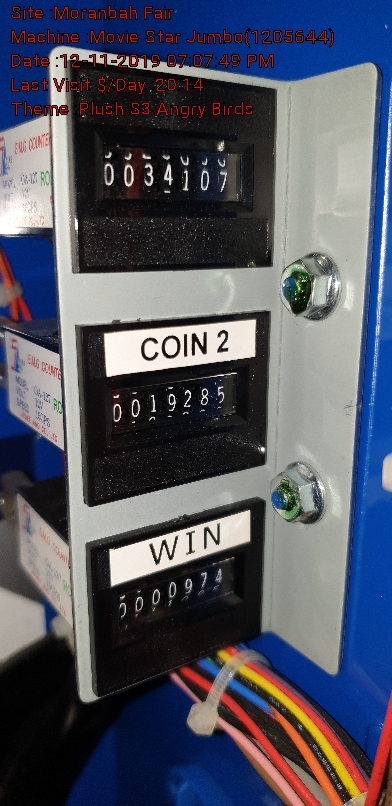 Site :Moranbah Fair
Machine :Movie Star Jumbo(1205644)
Date :12-11-2019 07:07:49 PM
Last Visit $/Day :20.14
Theme :Plush S3 Angry Birds
0034107
COIN 2
0019285
WIN
0000974